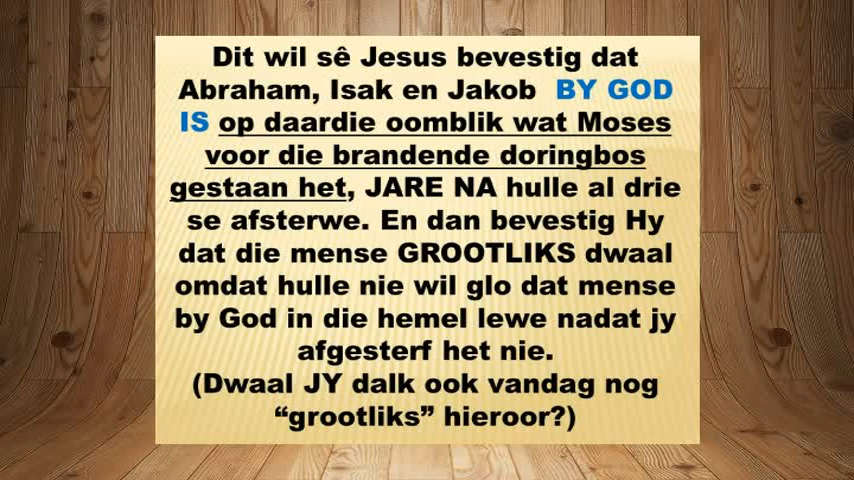 Dit wil sê Jesus bevestig dat
Abraham, Isak en Jakob BY GOD
IS op daardie oomblik wat Moses
voor die brandende doringbos
gestaan het, JARE NA hulle al drie
se afsterwe. En dan bevestig Hy
dat die mense GROOTLIKS dwaal
omdat hulle nie wil glo dat mense
by God in die hemel lewe nadat jy
afgesterf het nie.
(Dwaal JY dalk ook vandag nog
“grootliks” hieroor?)